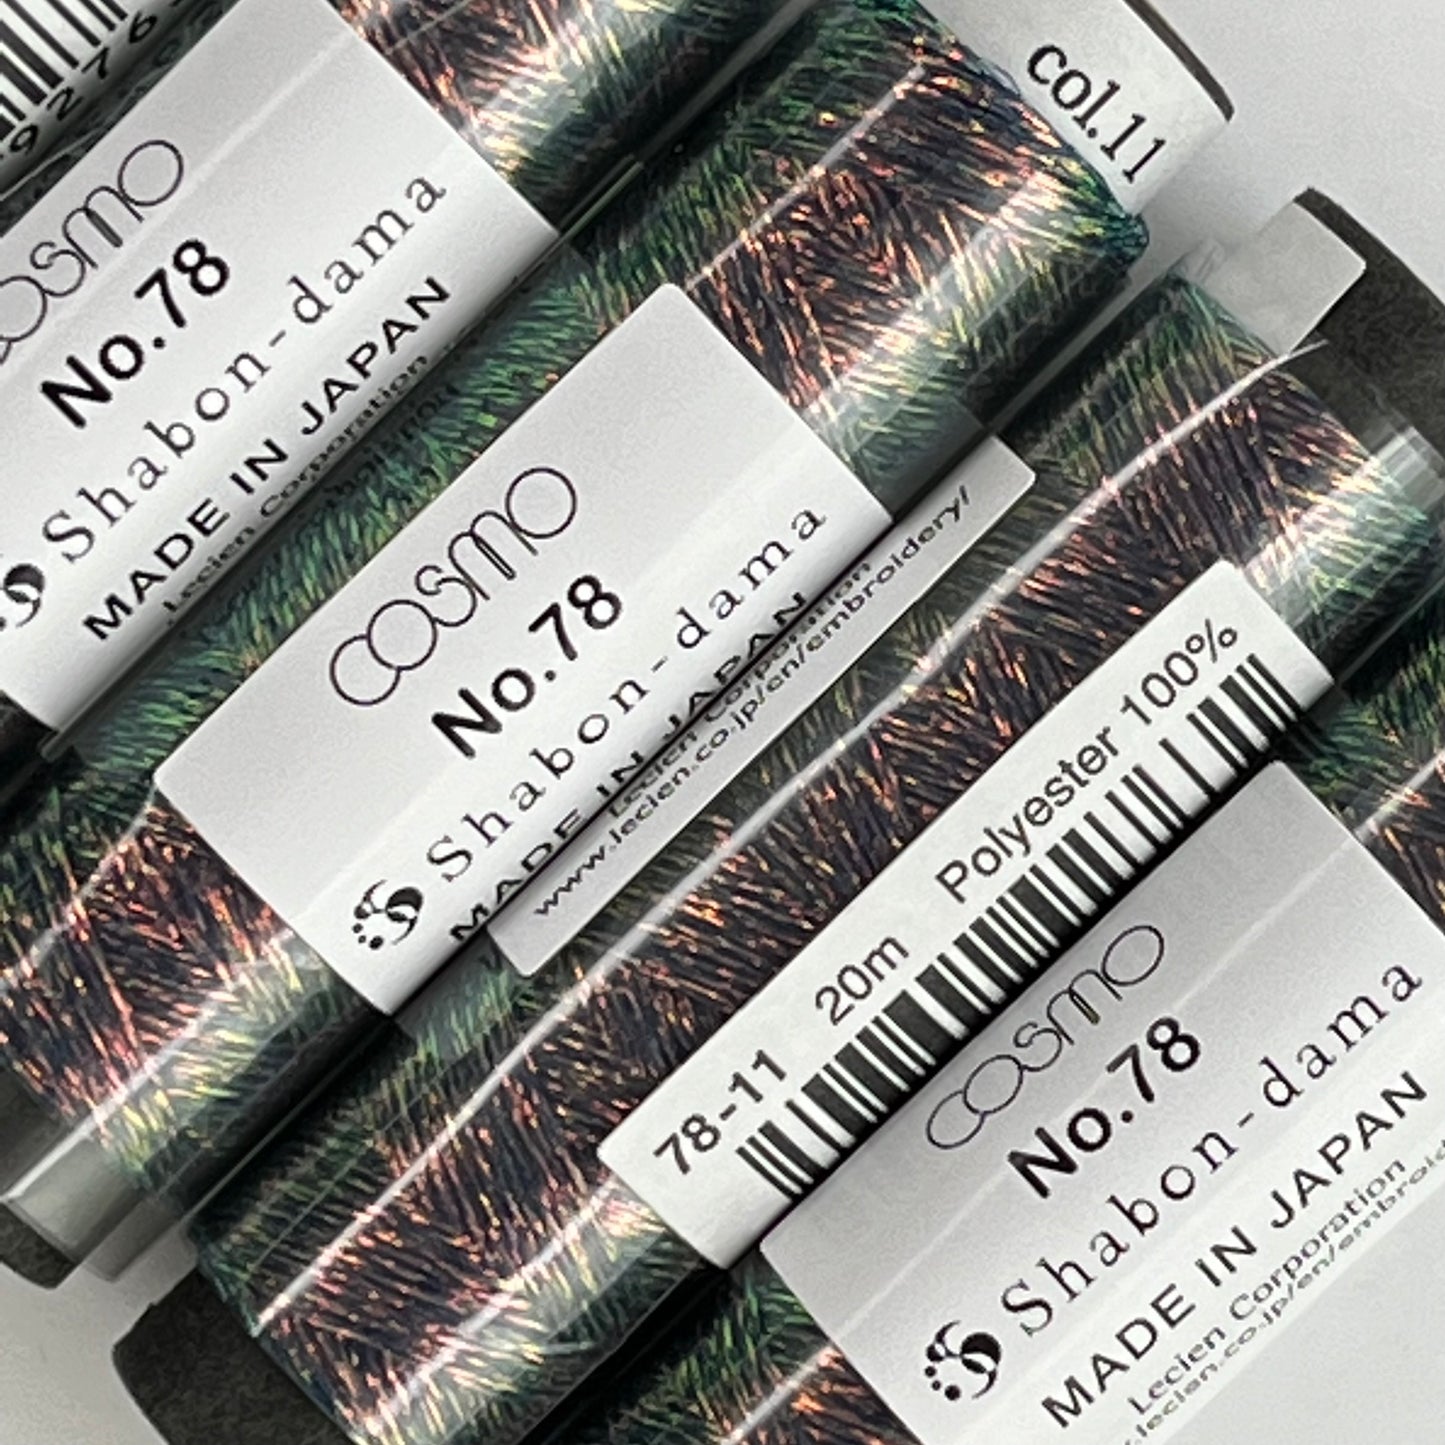 COSMO
No.78
Shabon-dama
MADE IN JAPAN
Lecien Corporation
col.11
COSMO
No.78
Shabon-dama
MADE IN JAPAN
Lecien Corporation
www.lecien.co.jp/en/embroidery/
Polyester 100%
78-11 20m
COSMO
No.78
Shabon-dama
MADE IN JAPAN
Lecien Corporation